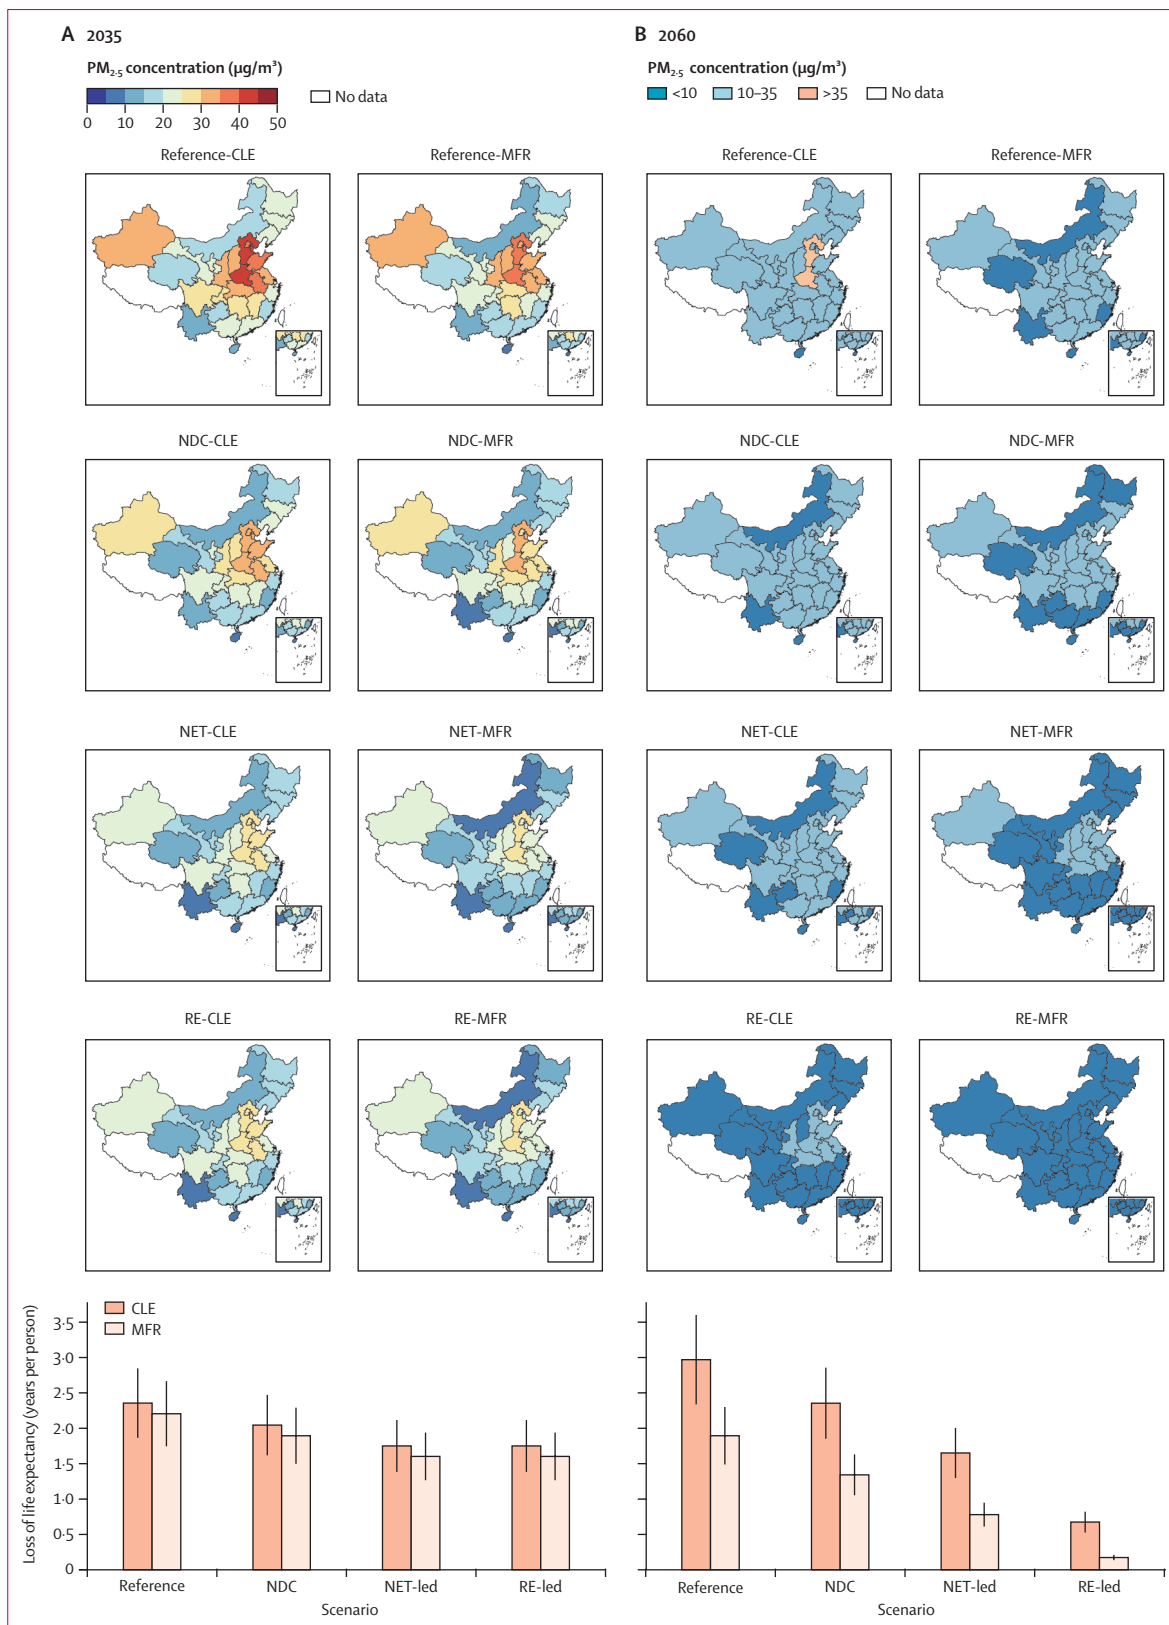 A 2035
PM2·5 concentration (µg/m³)
No data
0 10 20 30 40 50
Reference-CLE
Reference-MFR
NDC-CLE
NDC-MFR
NET-CLE
NET-MFR
RE-CLE
RE-MFR
Loss of life expectancy (years per person)
CLE
MFR
3·5
3·0
2·5
2·0
1·5
1·0
0·5
0
Reference
NDC
NET-led
RE-led
Scenario
B 2060
PM2·5 concentration (µg/m³)
<10 10–35 >35 No data
Reference-CLE
Reference-MFR
NDC-CLE
NDC-MFR
NET-CLE
NET-MFR
RE-CLE
RE-MFR
Reference
NDC
NET-led
RE-led
Scenario